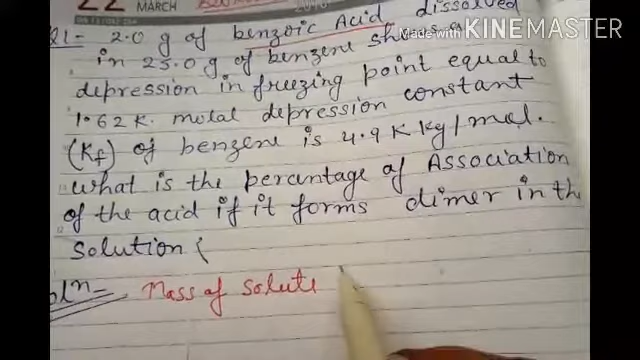 22 MARCH
Made with
KINEMASTER
Q1- 2.0 g of benzoic Acid dissolved
in 25.0 g of benzene shows a
depression in freezing point equal to
1.62 K. molal depression constant
(Kf) of benzene is 4.9 K kg/mol.
What is the percantage of Association
of the acid if it forms dimer in the
solution (
Soln- Mass of solute